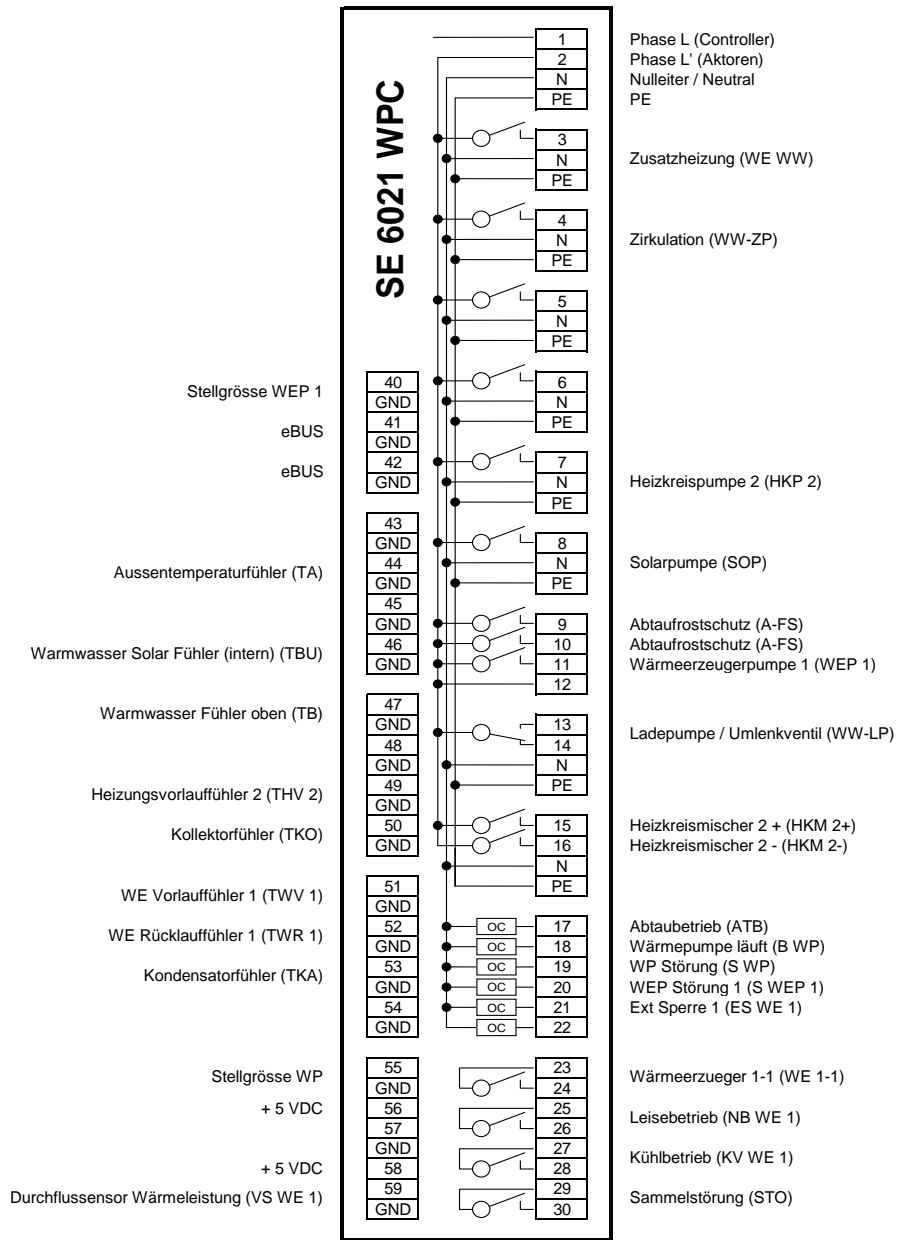 SE 6021 WPC
1 Phase L (Controller)
2 Phase L' (Aktoren)
N Nulleiter / Neutral
PE PE
3
N Zusatzheizung (WE WW)
PE
4
N Zirkulation (WW-ZP)
PE
5
N
PE
6
N
PE
7
N Heizkreispumpe 2 (HKP 2)
PE
8
N Solarpumpe (SOP)
PE
9 Abtaufrostschutz (A-FS)
10 Abtaufrostschutz (A-FS)
11 Wärmeerzeugerpumpe 1 (WEP 1)
12
13
Ladepumpe / Umlenkventil (WW-LP)
14
N
PE
15 Heizkreismischer 2 + (HKM 2+)
16 Heizkreismischer 2 - (HKM 2-)
N
PE
OC 17 Abtaubetrieb (ATB)
OC 18 Wärmepumpe läuft (B WP)
OC 19 WP Störung (S WP)
OC 20 WEP Störung 1 (S WEP 1)
OC 21 Ext Sperre 1 (ES WE 1)
OC 22
23
Wärmeerzueger 1-1 (WE 1-1)
24
25
Leisebetrieb (NB WE 1)
26
27
Kühlbetrieb (KV WE 1)
28
29
Sammelstörung (STO)
30
40
Stellgrösse WEP 1
GND
41
eBUS
GND
42
eBUS
GND
43
GND
44
Aussentemperaturfühler (TA)
GND
45
GND
46
Warmwasser Solar Fühler (intern) (TBU)
GND
47
Warmwasser Fühler oben (TB)
GND
48
GND
49
Heizungsvorlauffühler 2 (THV 2)
GND
50
Kollektorfühler (TKO)
GND
51
WE Vorlauffühler 1 (TWV 1)
GND
52
WE Rücklauffühler 1 (TWR 1)
GND
53
Kondensatorfühler (TKA)
GND
54
GND
55
Stellgrösse WP
GND
+ 5 VDC 56
57
GND
+ 5 VDC 58
59
Durchflussensor Wärmeleistung (VS WE 1)
GND